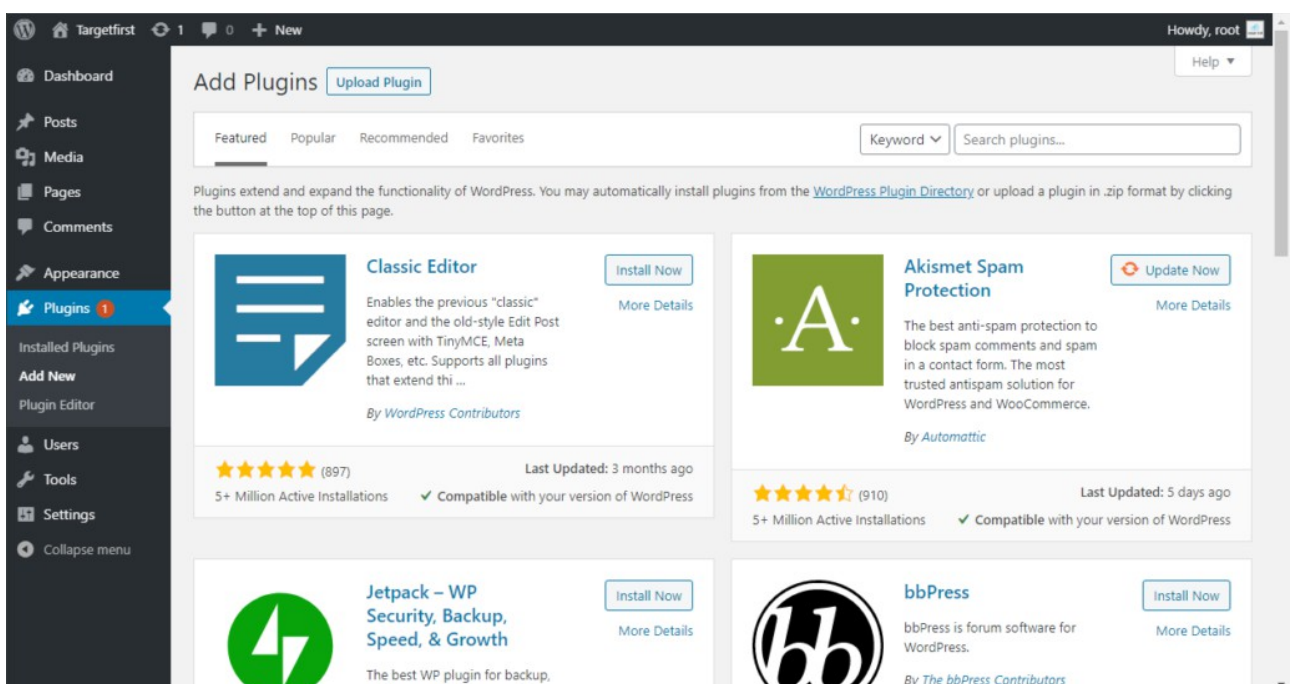 Targetfirst 1 0 New Howdy, root
Help
Dashboard
Posts
Media
Pages
Comments
Appearance
Plugins 1
Installed Plugins
Add New
Plugin Editor
Users
Tools
Settings
Collapse menu
Add Plugins Upload Plugin
Featured Popular Recommended Favorites Keyword Search plugins...
Plugins extend and expand the functionality of WordPress. You may automatically install plugins from the WordPress Plugin Directory or upload a plugin in .zip format by clicking
the button at the top of this page.
Classic Editor
Install Now
More Details
Enables the previous "classic"
editor and the old-style Edit Post
screen with TinyMCE, Meta
Boxes, etc. Supports all plugins
that extend thi ...
By WordPress Contributors
(897)
Last Updated: 3 months ago
5+ Million Active Installations
Compatible with your version of WordPress
·A·
Akismet Spam
Protection
Update Now
More Details
The best anti-spam protection to
block spam comments and spam
in a contact form. The most
trusted antispam solution for
WordPress and WooCommerce.
By Automattic
(910)
Last Updated: 5 days ago
5+ Million Active Installations
Compatible with your version of WordPress
Jetpack – WP
Security, Backup,
Speed, & Growth
Install Now
More Details
The best WP plugin for backup,
bb
bbPress
Install Now
More Details
bbPress is forum software for
WordPress.
By The bbPress Contributors